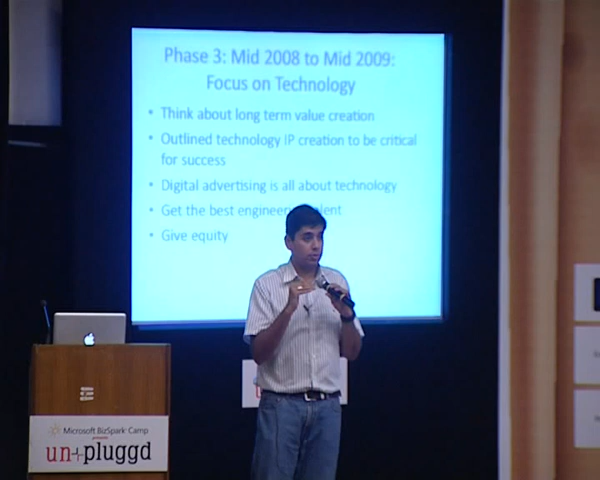 Phase 3: Mid 2008 to Mid 2009:
Focus on Technology
• Think about long term value creation
• Outlined technology IP creation to be critical
for success
• Digital advertising is all about technology
• Get the best engineer
• Give equity
Microsoft BizSpark Camp
un+pluggd